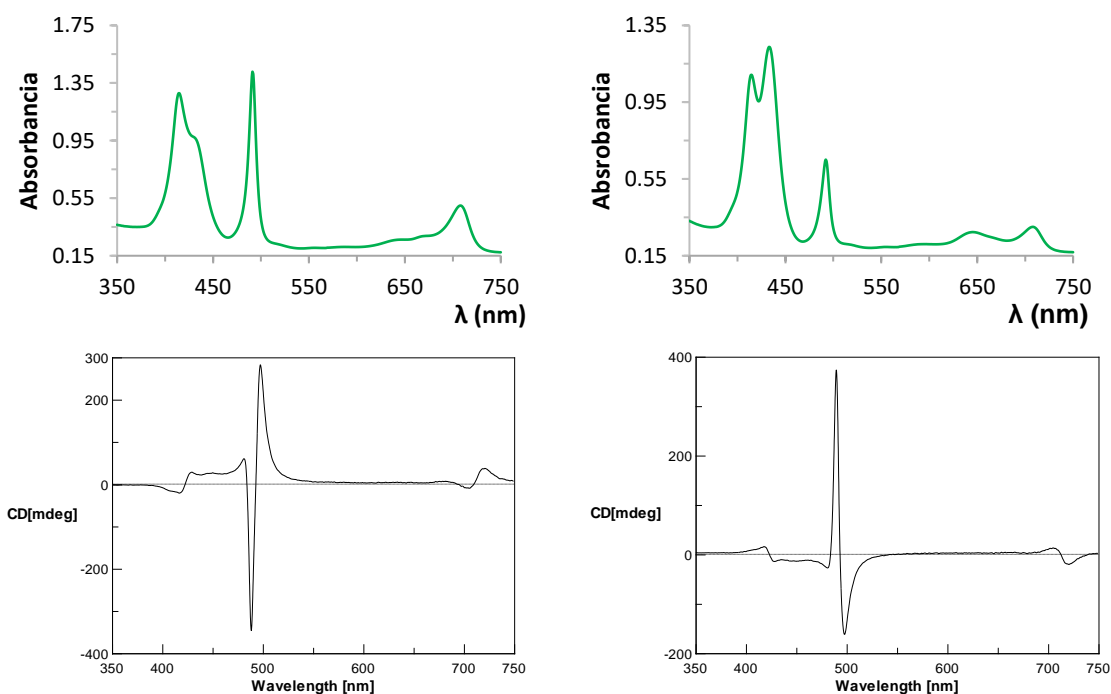 1.75
1.35
0.95
0.55
0.15
Absorbancia
350 450 550 650 750
λ (nm)
1.35
0.95
0.55
0.15
Absrobancia
350 450 550 650 750
λ (nm)
300
200
0
-200
-400
CD[mdeg]
350 400 500 600 700 750
Wavelength [nm]
400
200
0
-200
CD[mdeg]
350 400 500 600 700 750
Wavelength [nm]